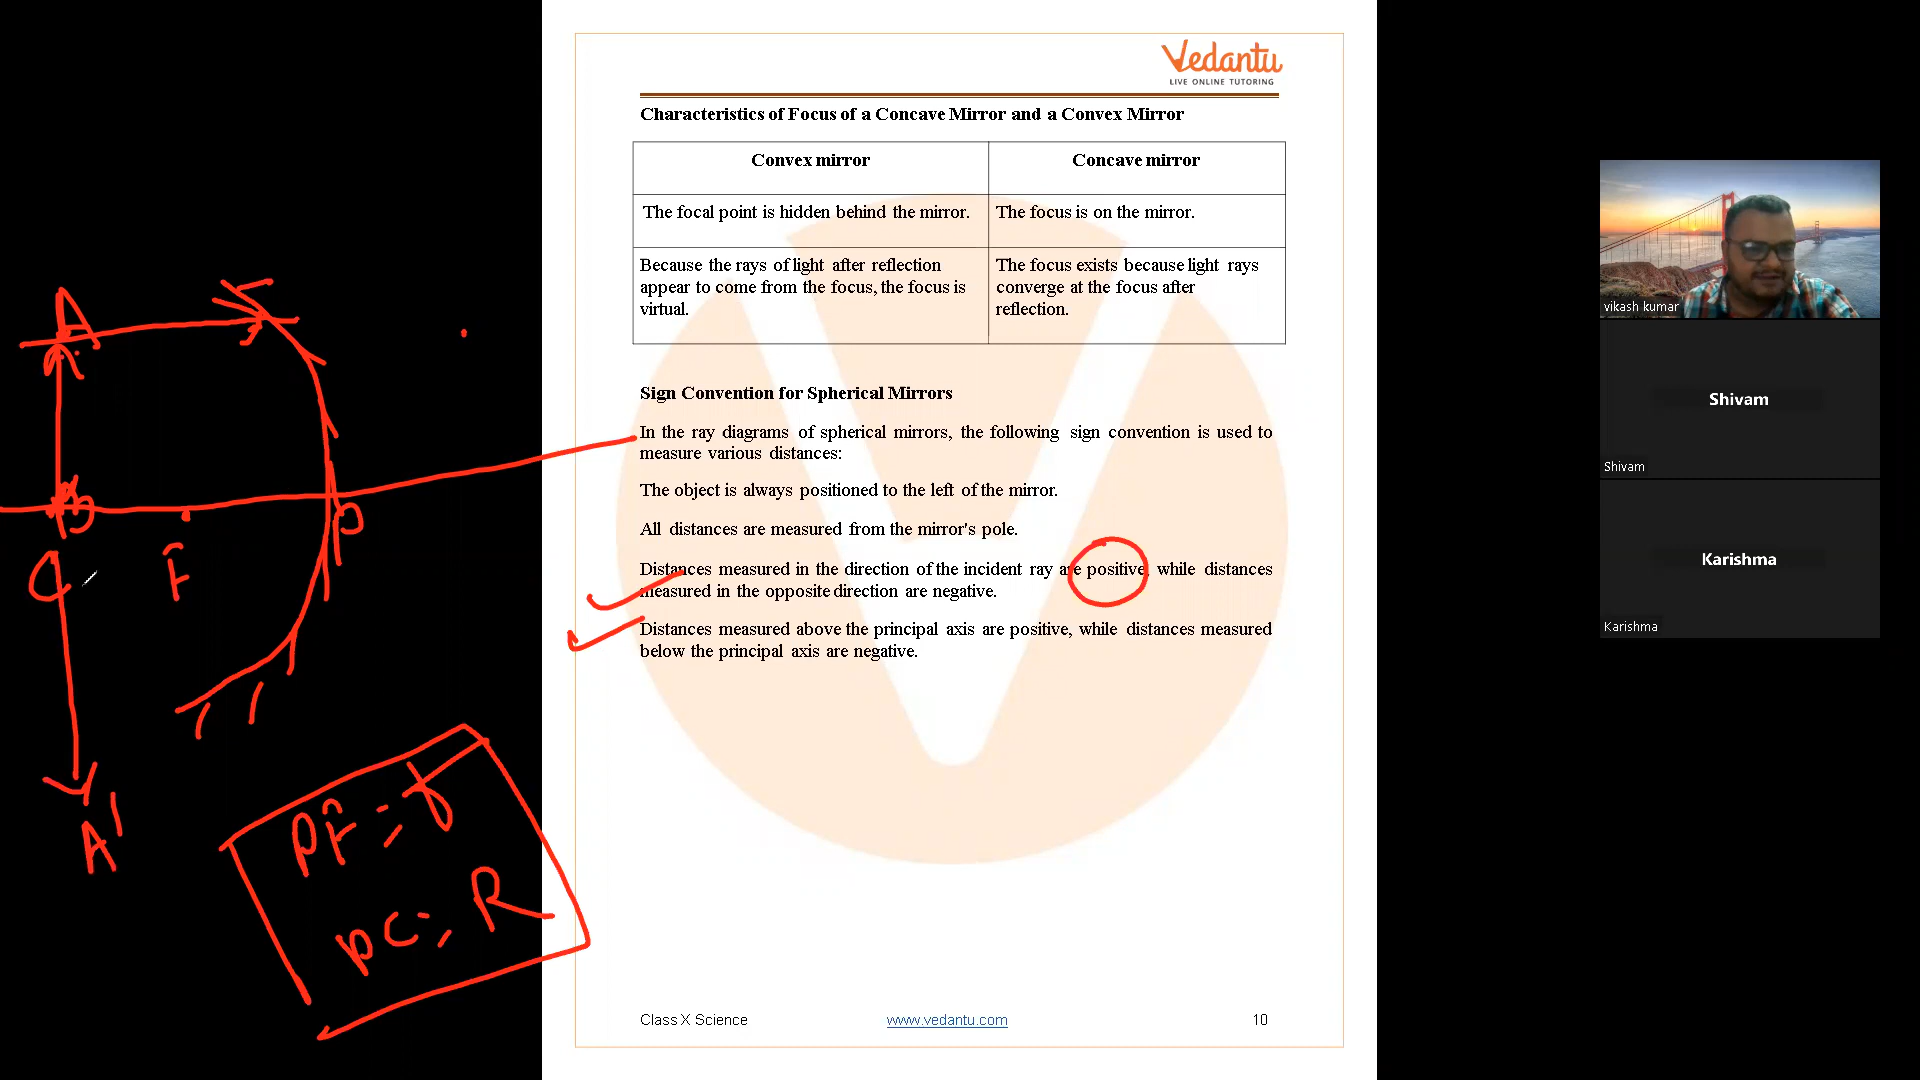 Vedantu
LIVE ONLINE TUTORING
Characteristics of Focus of a Concave Mirror and a Convex Mirror
Convex mirror
Concave mirror
The focal point is hidden behind the mirror.
The focus is on the mirror.
Because the rays of light after reflection
appear to come from the focus, the focus is
virtual.
The focus exists because light rays
converge at the focus after
reflection.
Sign Convention for Spherical Mirrors
In the ray diagrams of spherical mirrors, the following sign convention is used to
measure various distances:
The object is always positioned to the left of the mirror.
All distances are measured from the mirror's pole.
Distances measured in the direction of the incident ray are positive, while distances
measured in the opposite direction are negative.
Distances measured above the principal axis are positive, while distances measured
below the principal axis are negative.
Class X Science
www.vedantu.com
10
A
B
P
C
F
A'
PF = f
PC = R
vikash kumar
Shivam
Shivam
Karishma
Karishma